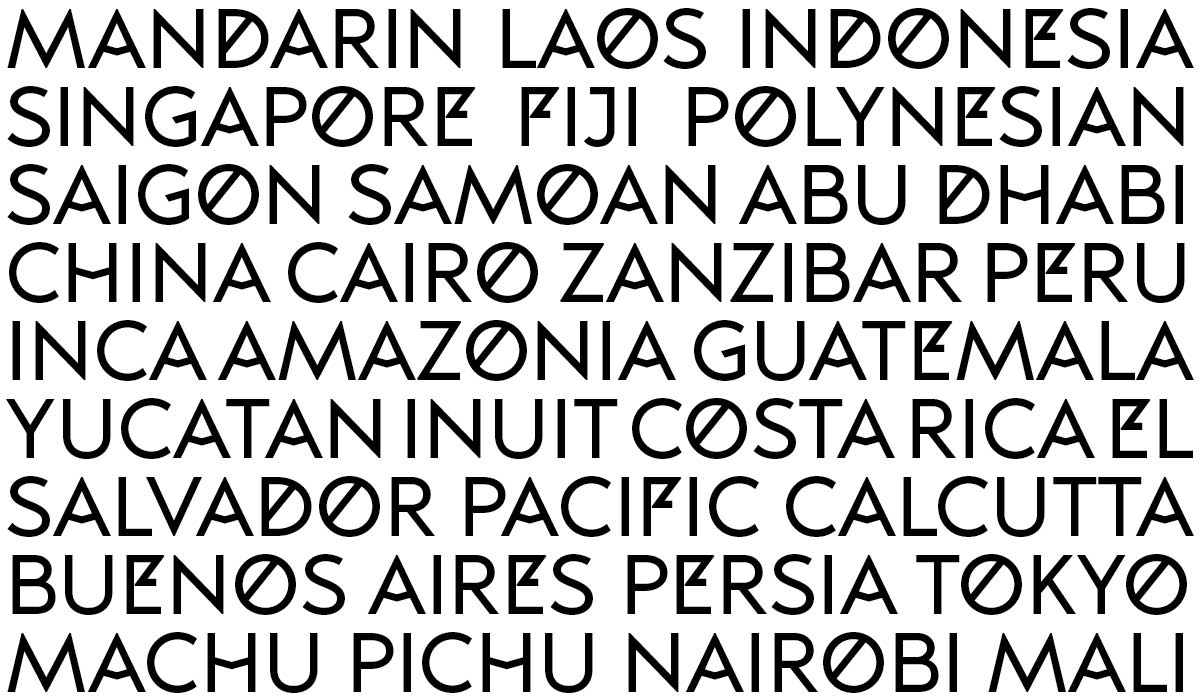 MANDARIN LAOS INDONESIA
SINGAPORE FIJI POLYNESIAN
SAIGON SAMOAN ABU DHABI
CHINA CAIRO ZANZIBAR PERU
INCA AMAZONIA GUATEMALA
YUCATAN INUIT COSTA RICA EL
SALVADOR PACIFIC CALCUTTA
BUENOS AIRES PERSIA TOKYO
MACHU PICHU NAIROBI MALI